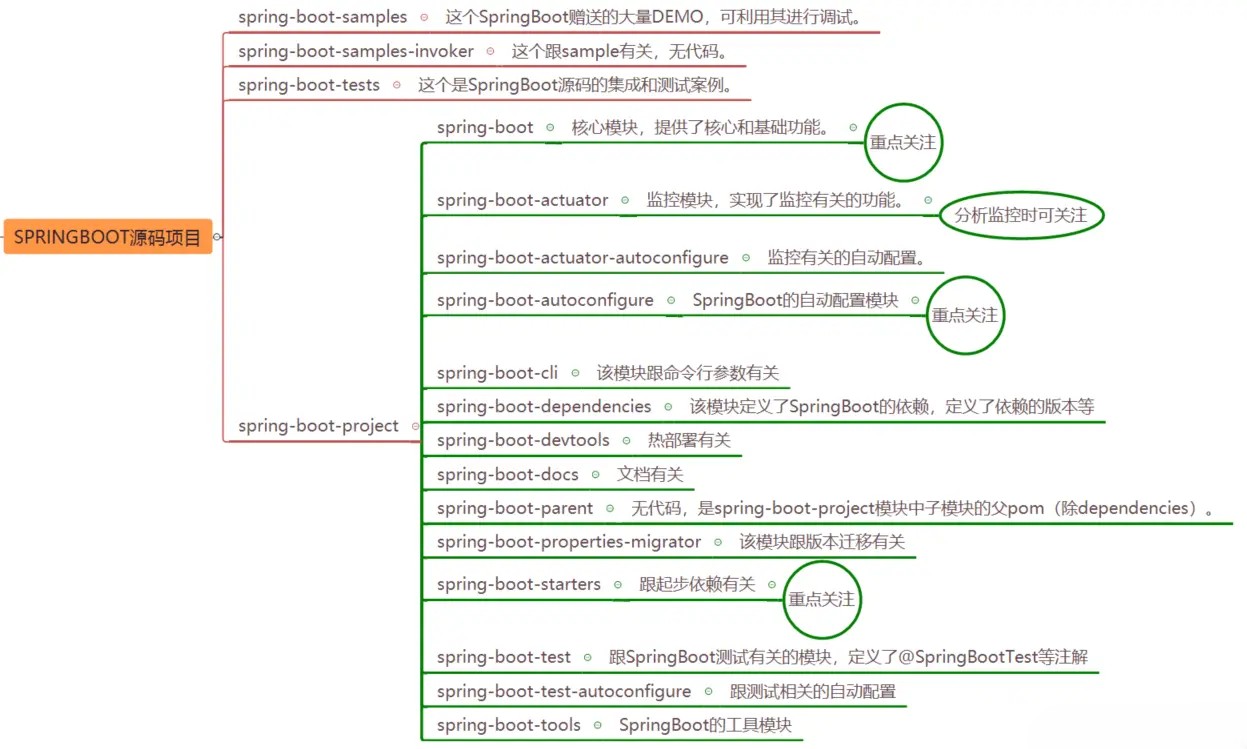 spring-boot-samples 这个SpringBoot赠送的大量DEMO，可利用其进行调试。
spring-boot-samples-invoker 这个跟sample有关，无代码。
spring-boot-tests 这个是SpringBoot源码的集成和测试案例。
spring-boot 核心模块，提供了核心和基础功能。 重点关注
spring-boot-actuator 监控模块，实现了监控有关的功能。 分析监控时可关注
SPRINGBOOT源码项目
spring-boot-actuator-autoconfigure 监控有关的自动配置。
spring-boot-autoconfigure SpringBoot的自动配置模块 重点关注
spring-boot-cli 该模块跟命令行参数有关
spring-boot-dependencies 该模块定义了SpringBoot的依赖，定义了依赖的版本等
spring-boot-project
spring-boot-devtools 热部署有关
spring-boot-docs 文档有关
spring-boot-parent 无代码，是spring-boot-project模块中子模块的父pom（除dependencies）。
spring-boot-properties-migrator 该模块跟版本迁移有关
spring-boot-starters 跟起步依赖有关 重点关注
spring-boot-test 跟SpringBoot测试有关的模块，定义了@SpringBootTest等注解
spring-boot-test-autoconfigure 跟测试相关的自动配置
spring-boot-tools SpringBoot的工具模块